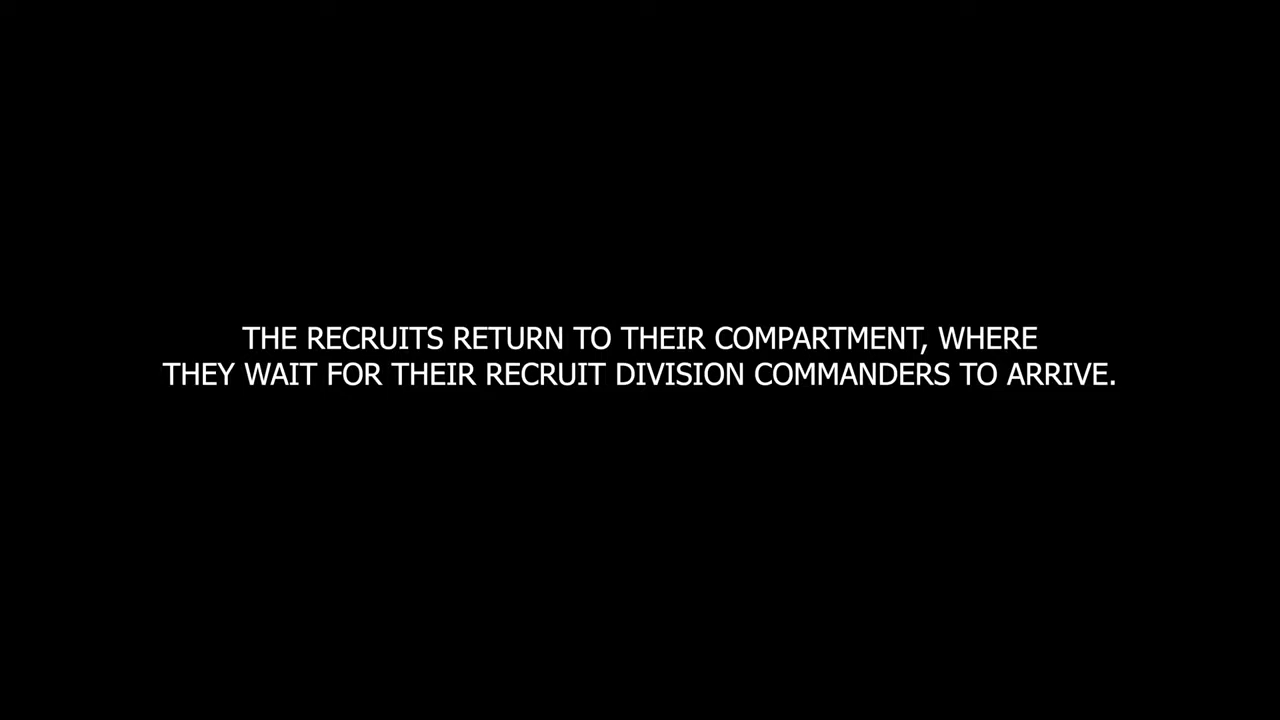 THE RECRUITS RETURN TO THEIR COMPARTMENT, WHERE
THEY WAIT FOR THEIR RECRUIT DIVISION COMMANDERS TO ARRIVE.